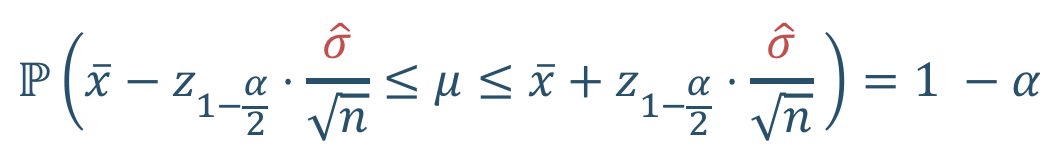 ℙ(x̄ − z_{1−α/2} · σ̂/√n ≤ μ ≤ x̄ + z_{1−α/2} · σ̂/√n) = 1 − α